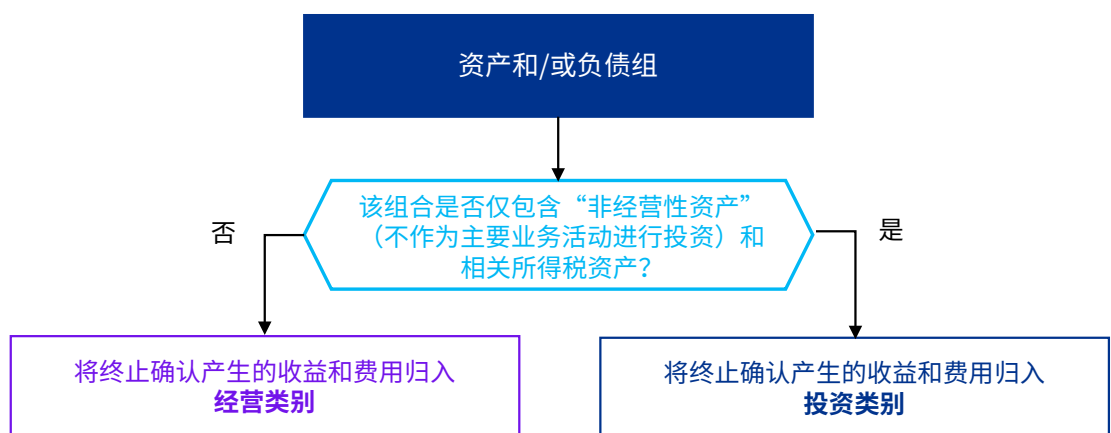 资产和/或负债组
该组合是否仅包含“非经营性资产”
（不作为主要业务活动进行投资）和
相关所得税资产？
否
是
将终止确认产生的收益和费用归入
经营类别
将终止确认产生的收益和费用归入
投资类别